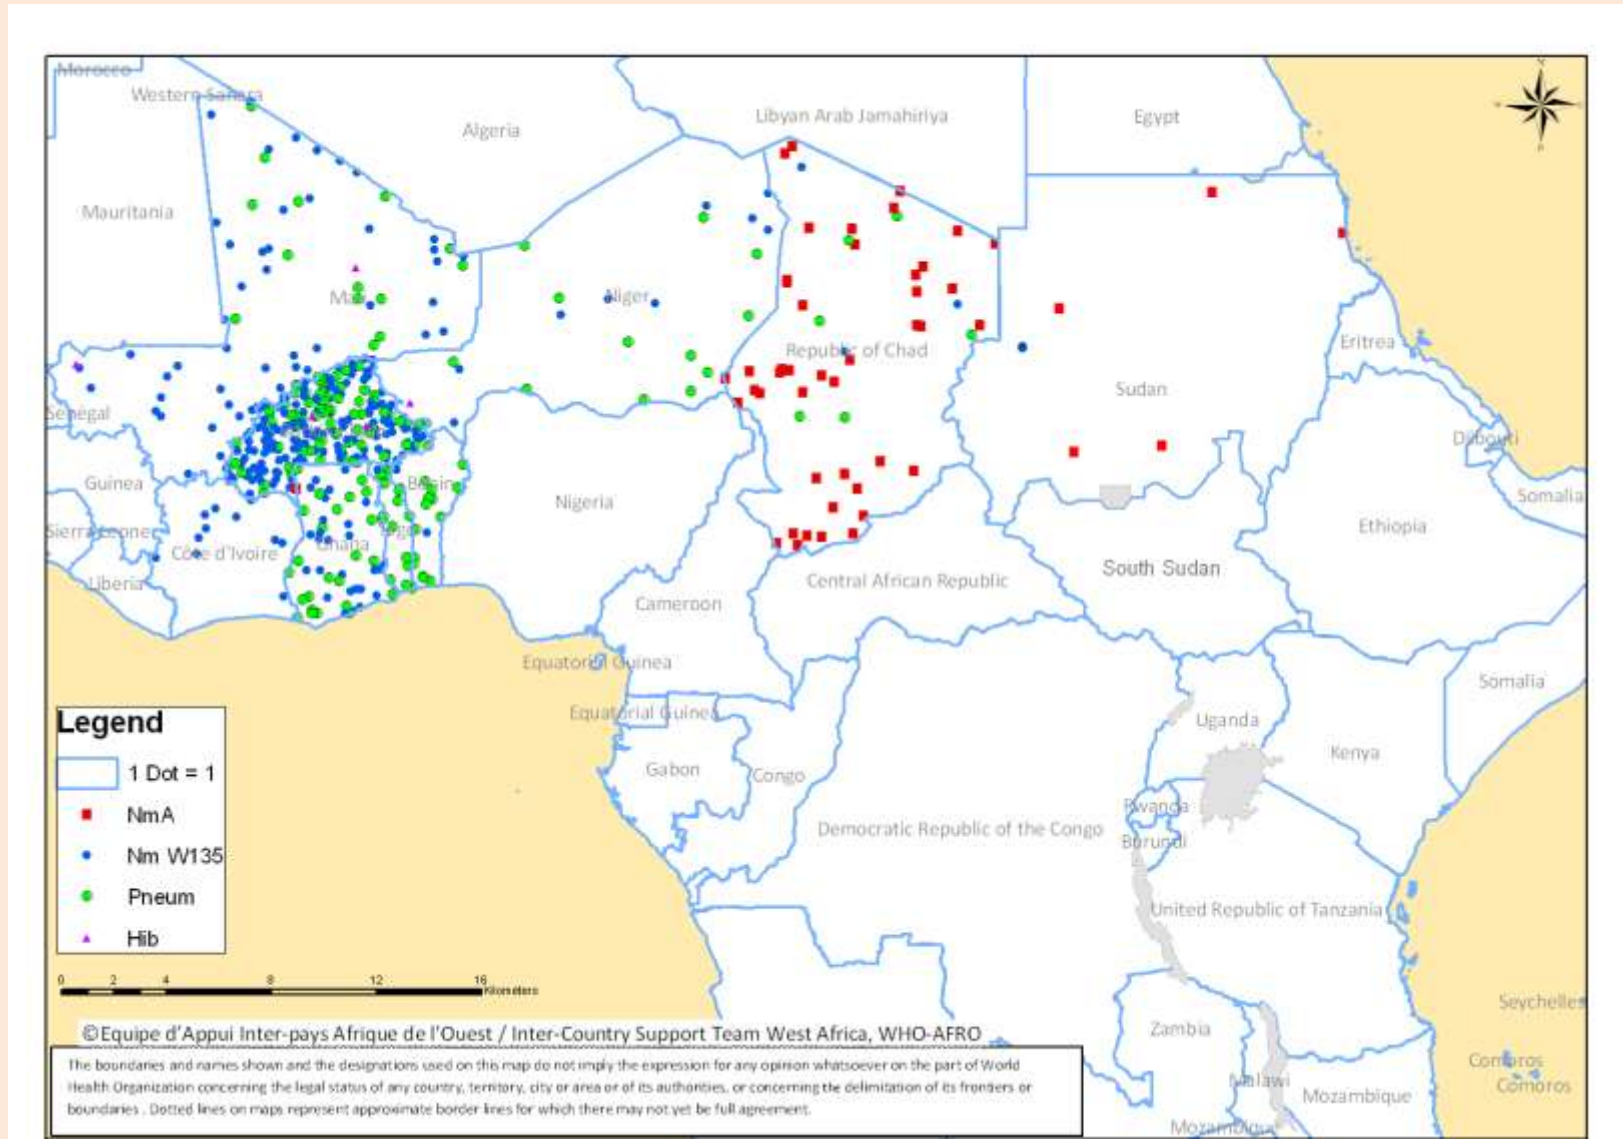 Morocco
Western Sahara
Algeria
Libyan Arab Jamahiriya
Egypt
Mauritania
Mali
Niger
Republic of Chad
Eritrea
Sudan
Senegal
Djibouti
Guinea
Benin
Nigeria
Somalia
Ethiopia
Sierra Leone
Togo
Côte d'Ivoire
Ghana
Liberia
Central African Republic
South Sudan
Cameroon
Equatorial Guinea
Somalia
Equatorial Guinea
Uganda
Kenya
Gabon
Congo
Rwanda
Democratic Republic of the Congo
Burundi
United Republic of Tanzania
Seychelles
Zambia
Comoros
Comoros
Malawi
Mozambique
Mozambique
Legend
1 Dot = 1
NmA
Nm W135
Pneum
Hib
0 2 4 8 12 16
Kilometers
©Equipe d'Appui Inter-pays Afrique de l'Ouest / Inter-Country Support Team West Africa, WHO-AFRO
The boundaries and names shown and the designations used on this map do not imply the expression for any opinion whatsoever on the part of World
Health Organization concerning the legal status of any country, territory, city or area or of its authorities, or concerning the delimitation of its frontiers or
boundaries . Dotted lines on maps represent approximate border lines for which there may not yet be full agreement.